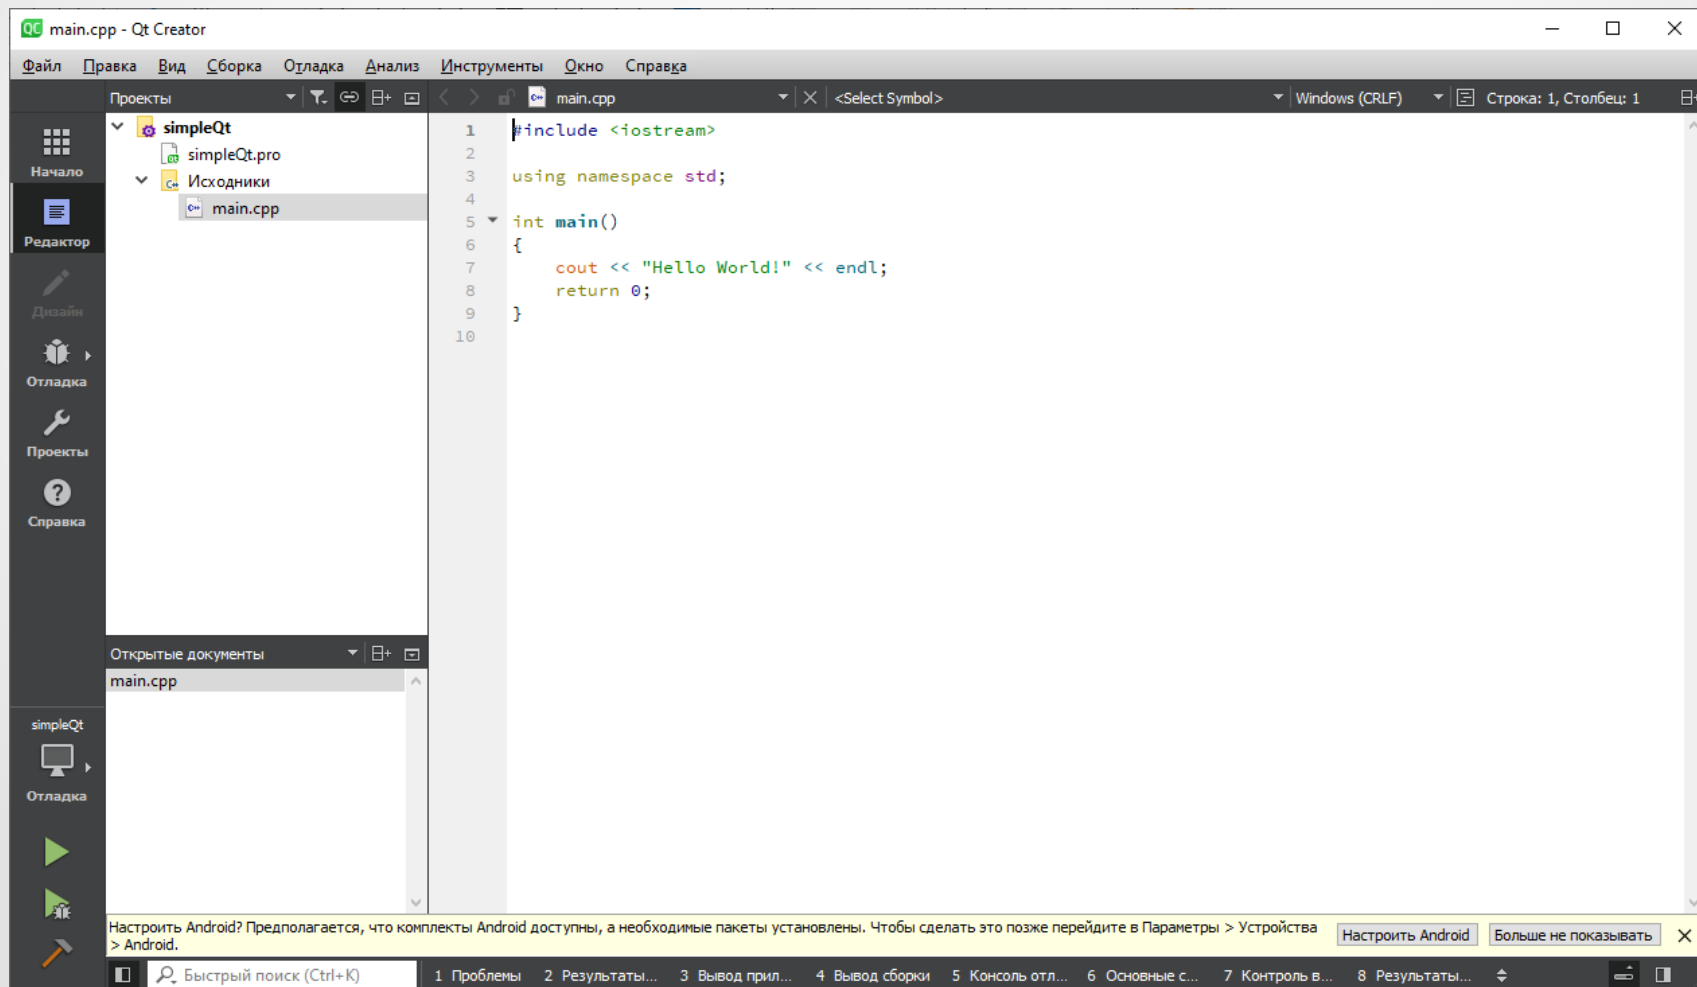 main.cpp - Qt Creator
Файл Правка Вид Сборка Отладка Анализ Инструменты Окно Справка
Проекты
main.cpp
<Select Symbol>
Windows (CRLF)
Строка: 1, Столбец: 1
Начало
Редактор
Дизайн
Отладка
Проекты
Справка
simpleQt
simpleQt.pro
Исходники
main.cpp
1 #include <iostream>
2
3 using namespace std;
4
5 int main()
6 {
7     cout << "Hello World!" << endl;
8     return 0;
9 }
10
Открытые документы
main.cpp
simpleQt
Отладка
Настроить Android? Предполагается, что комплекты Android доступны, а необходимые пакеты установлены. Чтобы сделать это позже перейдите в Параметры > Устройства
> Android.
Настроить Android
Больше не показывать
Быстрый поиск (Ctrl+K)
1 Проблемы 2 Результаты... 3 Вывод прил... 4 Вывод сборки 5 Консоль отл... 6 Основные с... 7 Контроль в... 8 Результаты...